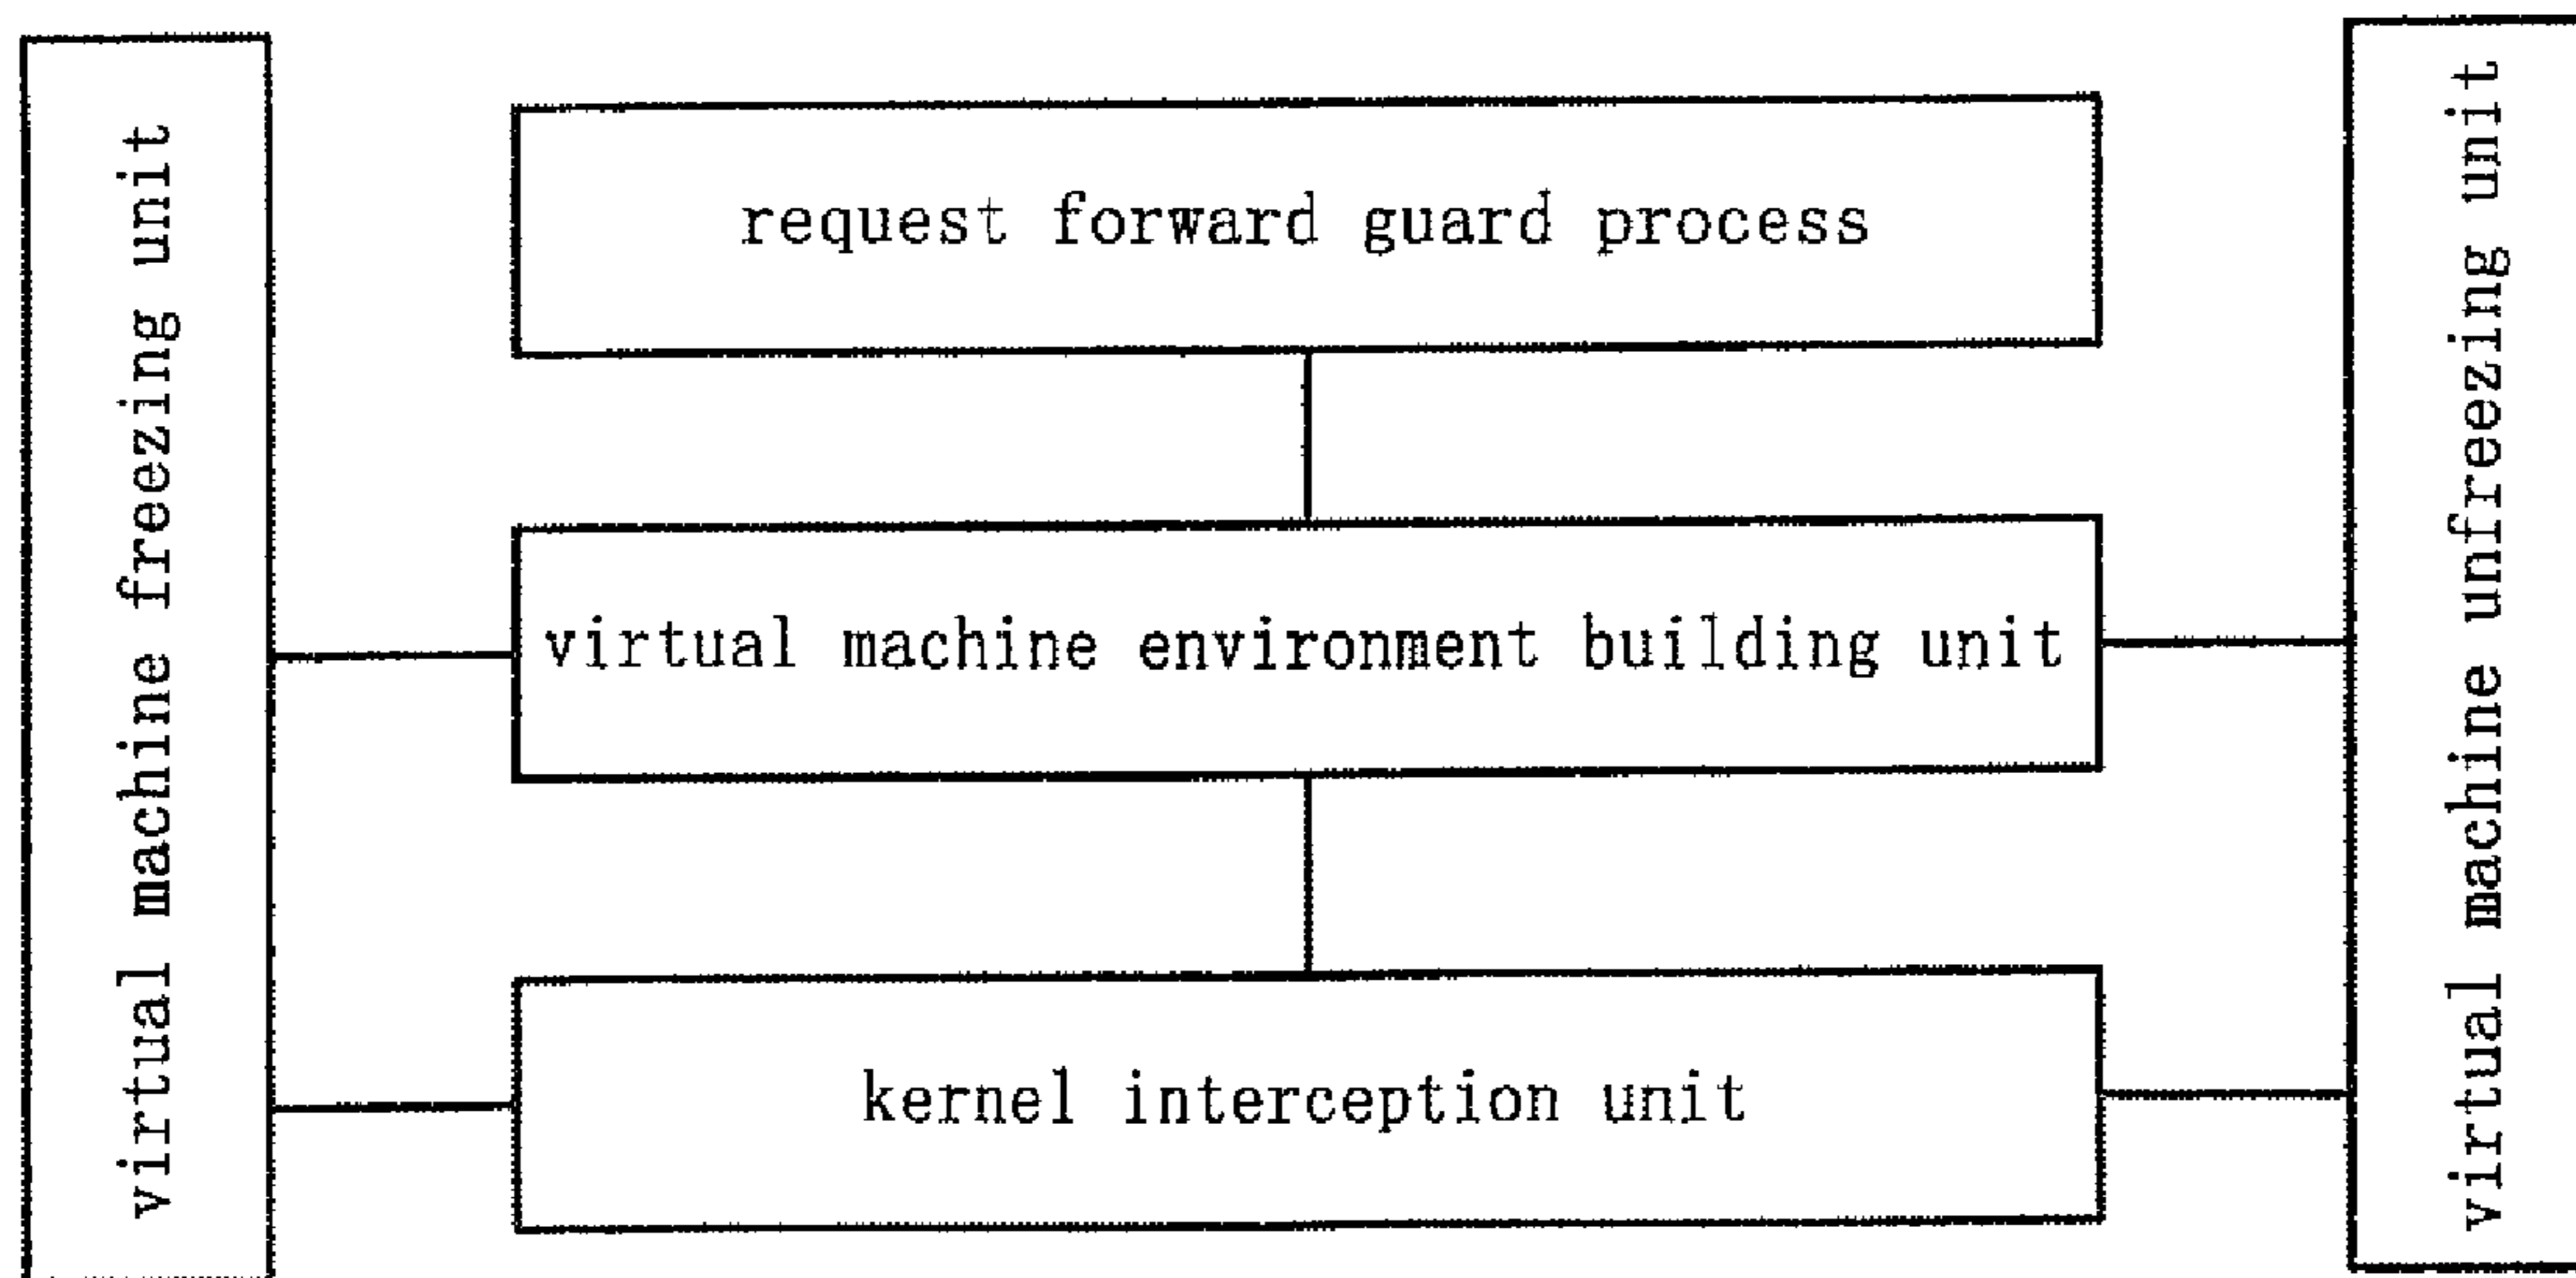 virtual machine freezing unit
request forward guard process
virtual machine environment building unit
kernel interception unit
virtual machine unfreezing unit